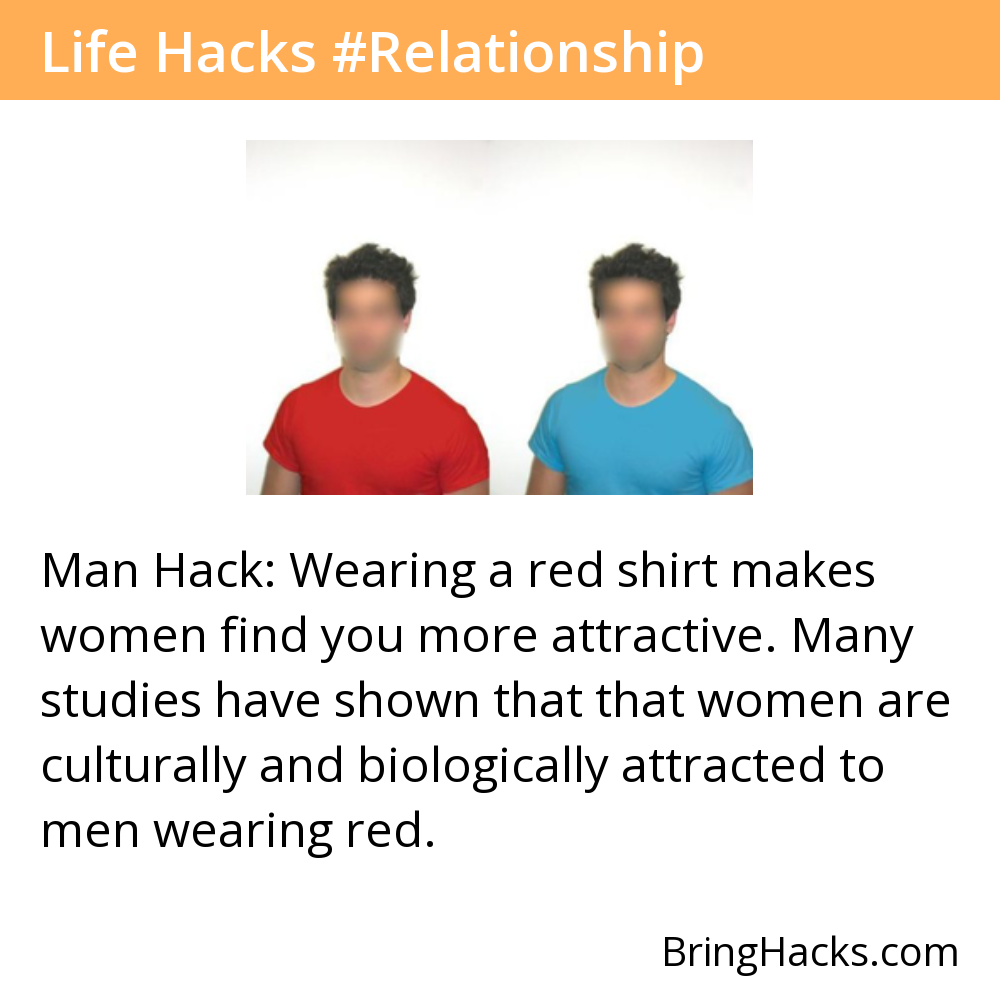 Life Hacks #Relationship
Man Hack: Wearing a red shirt makes
women find you more attractive. Many
studies have shown that that women are
culturally and biologically attracted to
men wearing red.
BringHacks.com